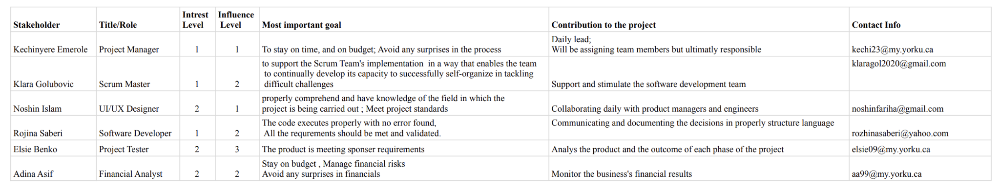 Stakeholder Title/Role Intrest Level Influence Level Most important goal Contribution to the project Contact Info
Kechinyere Emerole Project Manager 1 1 To stay on time, and on budget; Avoid any surprises in the process Daily lead;
Will be assigning team members but ultimatly responsible kechi23@my.yorku.ca
Klara Golubovic Scrum Master 1 2 to support the Scrum Team's implementation in a way that enables the team
to continually develop its capacity to successfully self-organize in tackling
difficult challenges Support and stimulate the software development team klaragol2020@gmail.com
Noshin Islam UI/UX Designer 2 1 properly comprehend and have knowledge of the field in which the
project is being carried out ; Meet project standards Collaborating daily with product managers and engineers noshinfariha@gmail.com
Rojina Saberi Software Developer 1 2 The code executes properly with no error found,
All the requrements should be met and validated. Communicating and documenting the decisions in properly structure language rozhinasaberi@yahoo.com
Elsie Benko Project Tester 2 3 The product is meeting sponser requirements Analys the product and the outcome of each phase of the project elsie09@my.yorku.ca
Adina Asif Financial Analyst 2 2 Stay on budget , Manage financial risks
Avoid any surprises in financials Monitor the business's financial results aa99@my.yorku.ca